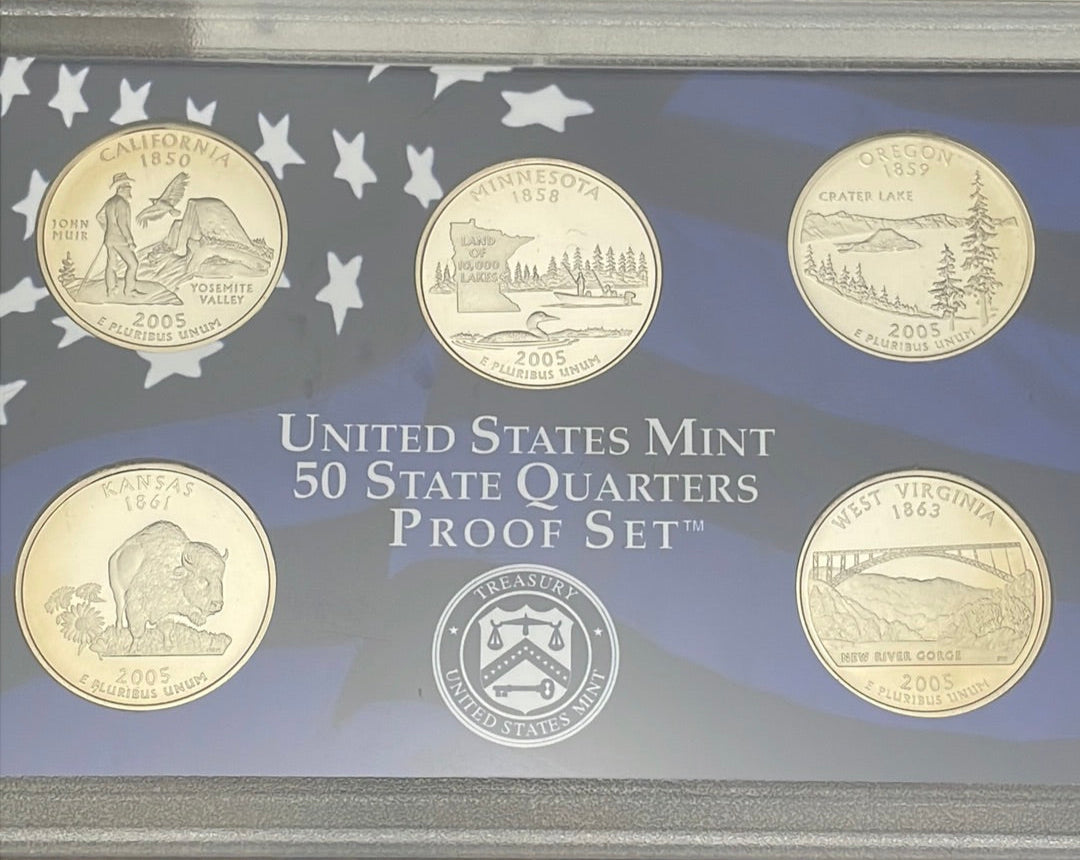 CALIFORNIA
1850
JOHN
MUIR
YOSEMITE
VALLEY
2005
E PLURIBUS UNUM
MINNESOTA
1858
LAND
OF
10,000
LAKES
2005
E PLURIBUS UNUM
OREGON
1859
CRATER LAKE
2005
E PLURIBUS UNUM
UNITED STATES MINT
50 STATE QUARTERS
PROOF SET™
KANSAS
1861
2005
E PLURIBUS UNUM
TREASURY
UNITED STATES MINT
WEST VIRGINIA
1863
NEW RIVER GORGE
2005
E PLURIBUS UNUM